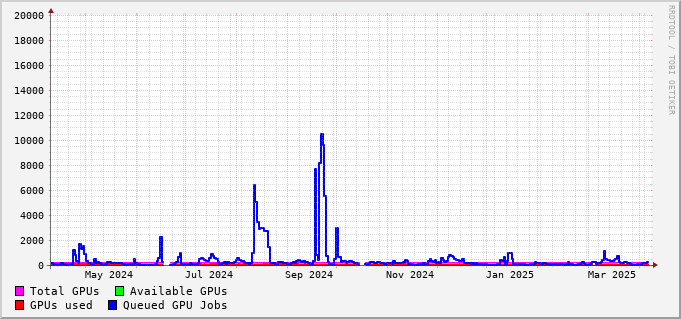 20000
18000
16000
14000
12000
10000
8000
6000
4000
2000
0
May 2024 Jul 2024 Sep 2024 Nov 2024 Jan 2025 Mar 2025
Total GPUs Available GPUs
GPUs used Queued GPU Jobs
RRDTOOL / TOBI OETIKER